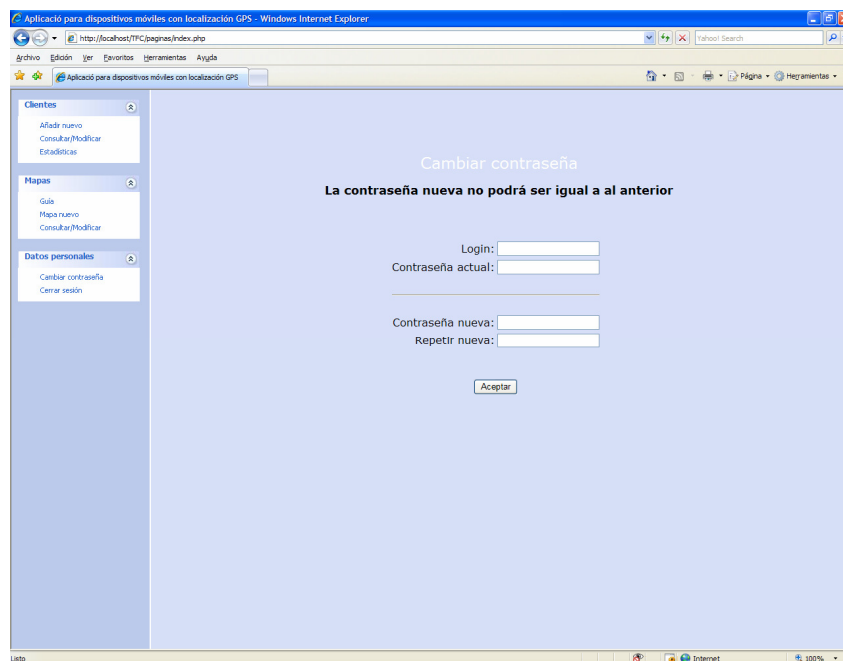 Aplicació para dispositivos móviles con localización GPS - Windows Internet Explorer
http://localhost/TFC/paginas/index.php
Yahoo! Search
Archivo Edición Ver Favoritos Herramientas Ayuda
Aplicació para dispositivos móviles con localización GPS
Página Herramientas
Clientes
Añadir nuevo
Consultar/Modificar
Estadísticas
Mapas
Guía
Mapa nuevo
Consultar/Modificar
Datos personales
Cambiar contraseña
Cerrar sesión
Cambiar contraseña
La contraseña nueva no podrá ser igual a al anterior
Login:
Contraseña actual:
Contraseña nueva:
Repetir nueva:
Aceptar
Listo
Internet
100%